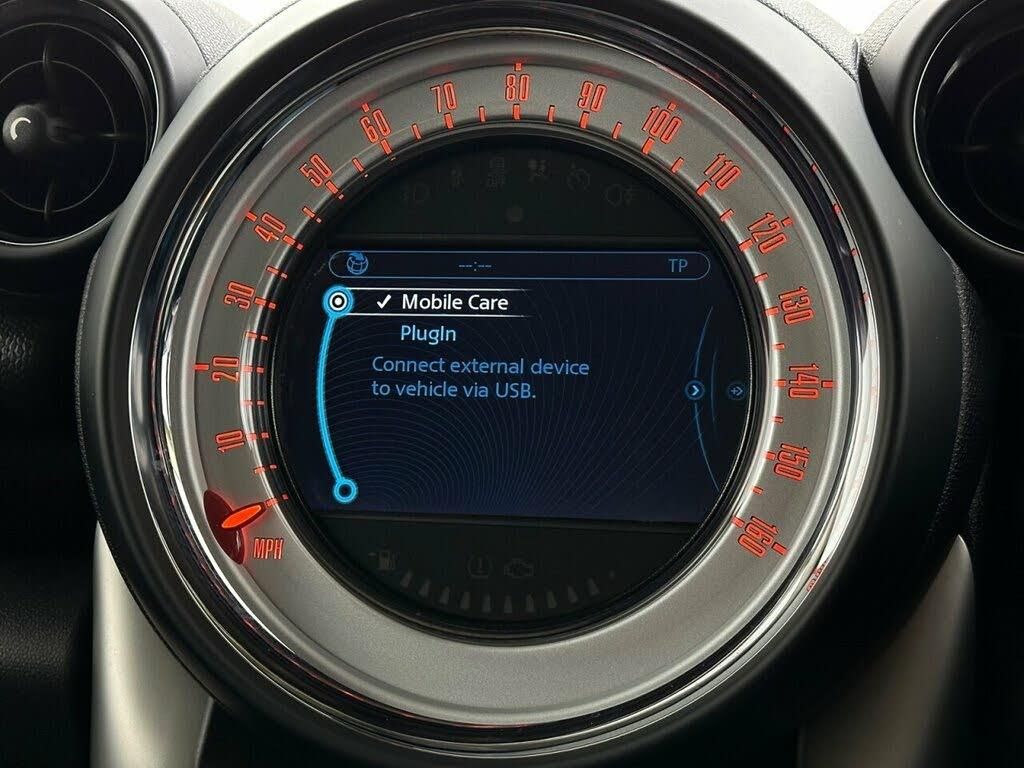 10
20
30
40
50
60
70
80
90
100
110
120
130
140
150
160
MPH
OFF
--:-- TP
✓ Mobile Care
PlugIn
Connect external device
to vehicle via USB.